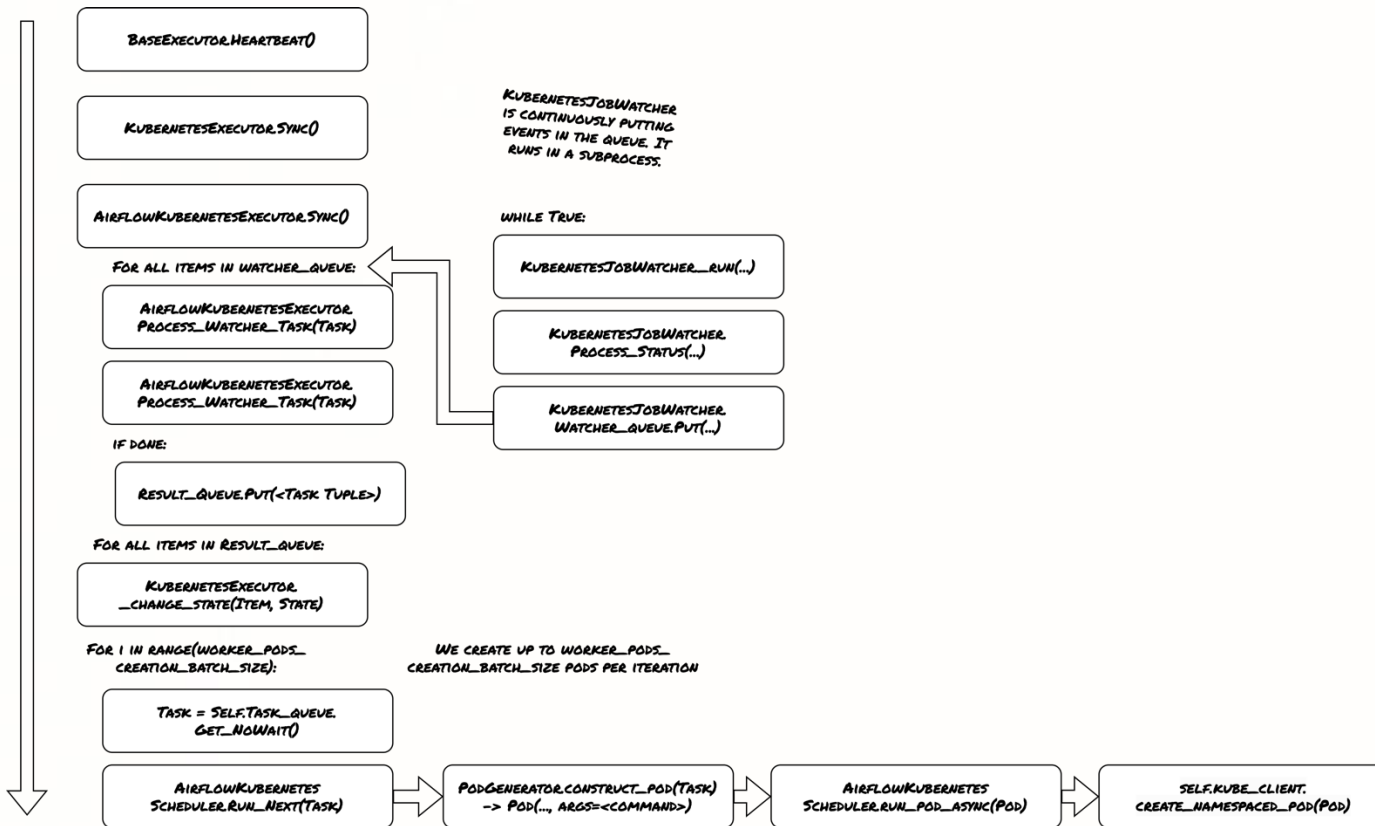 BaseExecutor.Heartbeat()
KubernetesExecutor.Sync()
AirflowKubernetesExecutor.Sync()
For all items in watcher_queue:
AirflowKubernetesExecutor.
Process_Watcher_Task(Task)
AirflowKubernetesExecutor.
Process_Watcher_Task(Task)
if done:
Result_Queue.Put(<Task Tuple>)
For all items in Result_queue:
KubernetesExecutor.
_change_state(Item, State)
For i in range(worker_pods_
creation_batch_size):
Task = Self.Task_queue.
Get_NoWait()
AirflowKubernetes
Scheduler.Run_Next(Task)
KubernetesJobWatcher
is continuously putting
events in the queue. It
runs in a subprocess.
while True:
KubernetesJobWatcher._run(...)
KubernetesJobWatcher.
Process_Status(...)
KubernetesJobWatcher.
Watcher_queue.Put(...)
We create up to worker_pods_
creation_batch_size pods per iteration
PodGenerator.construct_pod(Task)
-> Pod(..., args=<command>)
AirflowKubernetes
Scheduler.run_pod_async(Pod)
self.kube_client.
create_namespaced_pod(Pod)